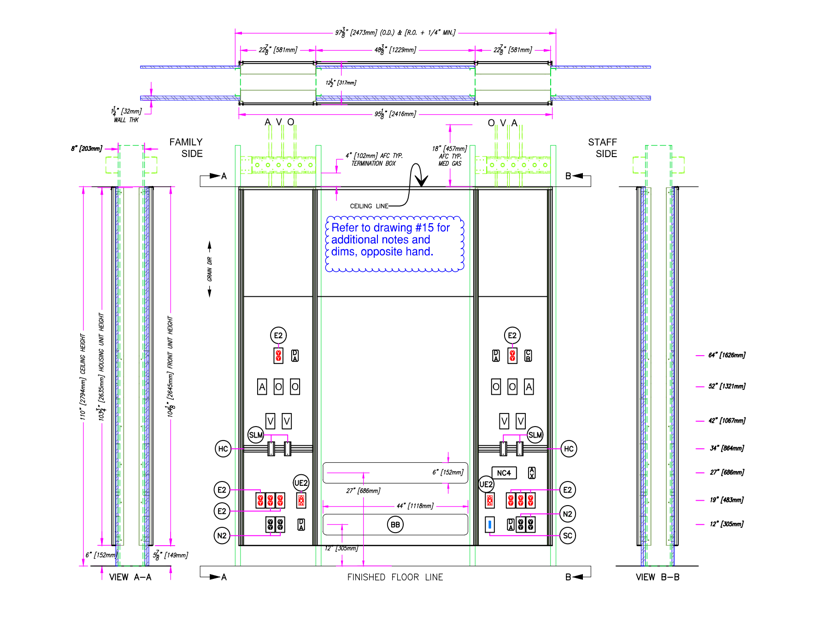 97 3/8" [2473mm] (O.D.) & [R.O. + 1/4" MIN.]
22 7/8" [581mm]
48 3/8" [1229mm]
22 7/8" [581mm]
12 1/2" [317mm]
1 1/4" [32mm]
WALL THK
95 1/8" [2416mm]
A V O
O V A
8" [203mm]
FAMILY
SIDE
4" [102mm] AFC TYP.
TERMINATION BOX
18" [457mm]
AFC TYP.
MED GAS
STAFF
SIDE
A
B
CEILING LINE
Refer to drawing #15 for
additional notes and
dims, opposite hand.
GRAIN DIR.
110" [2794mm] CEILING HEIGHT
103 3/4" [2635mm] HOUSING UNIT HEIGHT
104 1/8" [2645mm] FRONT UNIT HEIGHT
E2
E2
D A
D A
C B
64" [1626mm]
A O O
O O A
52" [1321mm]
V V
V V
42" [1067mm]
SLM
SLM
HC
HC
34" [864mm]
6" [152mm]
NC4
A V
27" [686mm]
UE2
UE2
E2
27" [686mm]
E2
E2
44" [1118mm]
19" [483mm]
N2
D A
BB
D A
N2
12" [305mm]
N2
SC
12" [305mm]
6" [152mm]
5 7/8" [149mm]
VIEW A-A
A
FINISHED FLOOR LINE
B
VIEW B-B